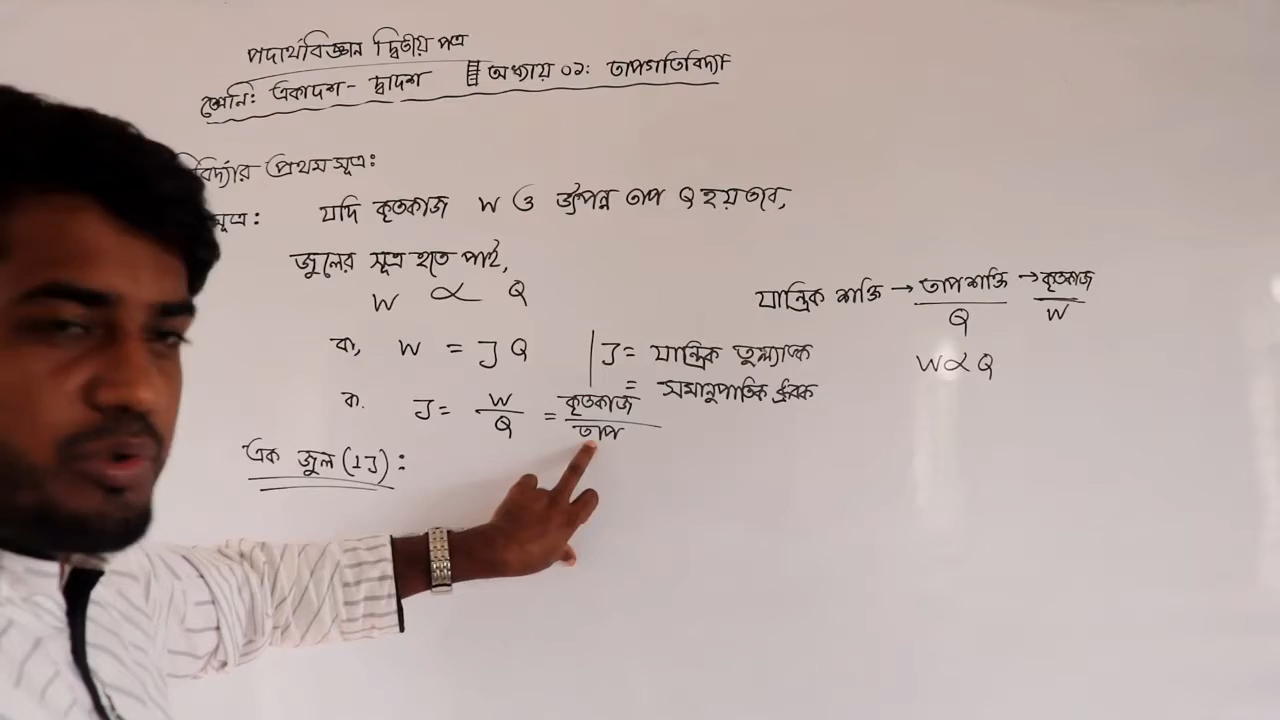 পদার্থবিজ্ঞান দ্বিতীয় পত্র
শ্রেনি: একাদশ - দ্বাদশ অধ্যায় ০১: তাপগতিবিদ্যা
বিদ্যার প্রথম সূত্র:
সূত্র: যদি কৃতকাজ W ও উৎপন্ন তাপ Q হয় তবে,
জুলের সূত্র হতে পাই,
W ∝ Q
বা, W = JQ | J = যান্ত্রিক তুল্যাংক
= সমানুপাতিক ধ্রুবক
বা. J = W/Q = কৃতকাজ/তাপ
এক জুল (1J):
যান্ত্রিক শক্তি → তাপশক্তি → কৃতকাজ
Q W
W ∝ Q